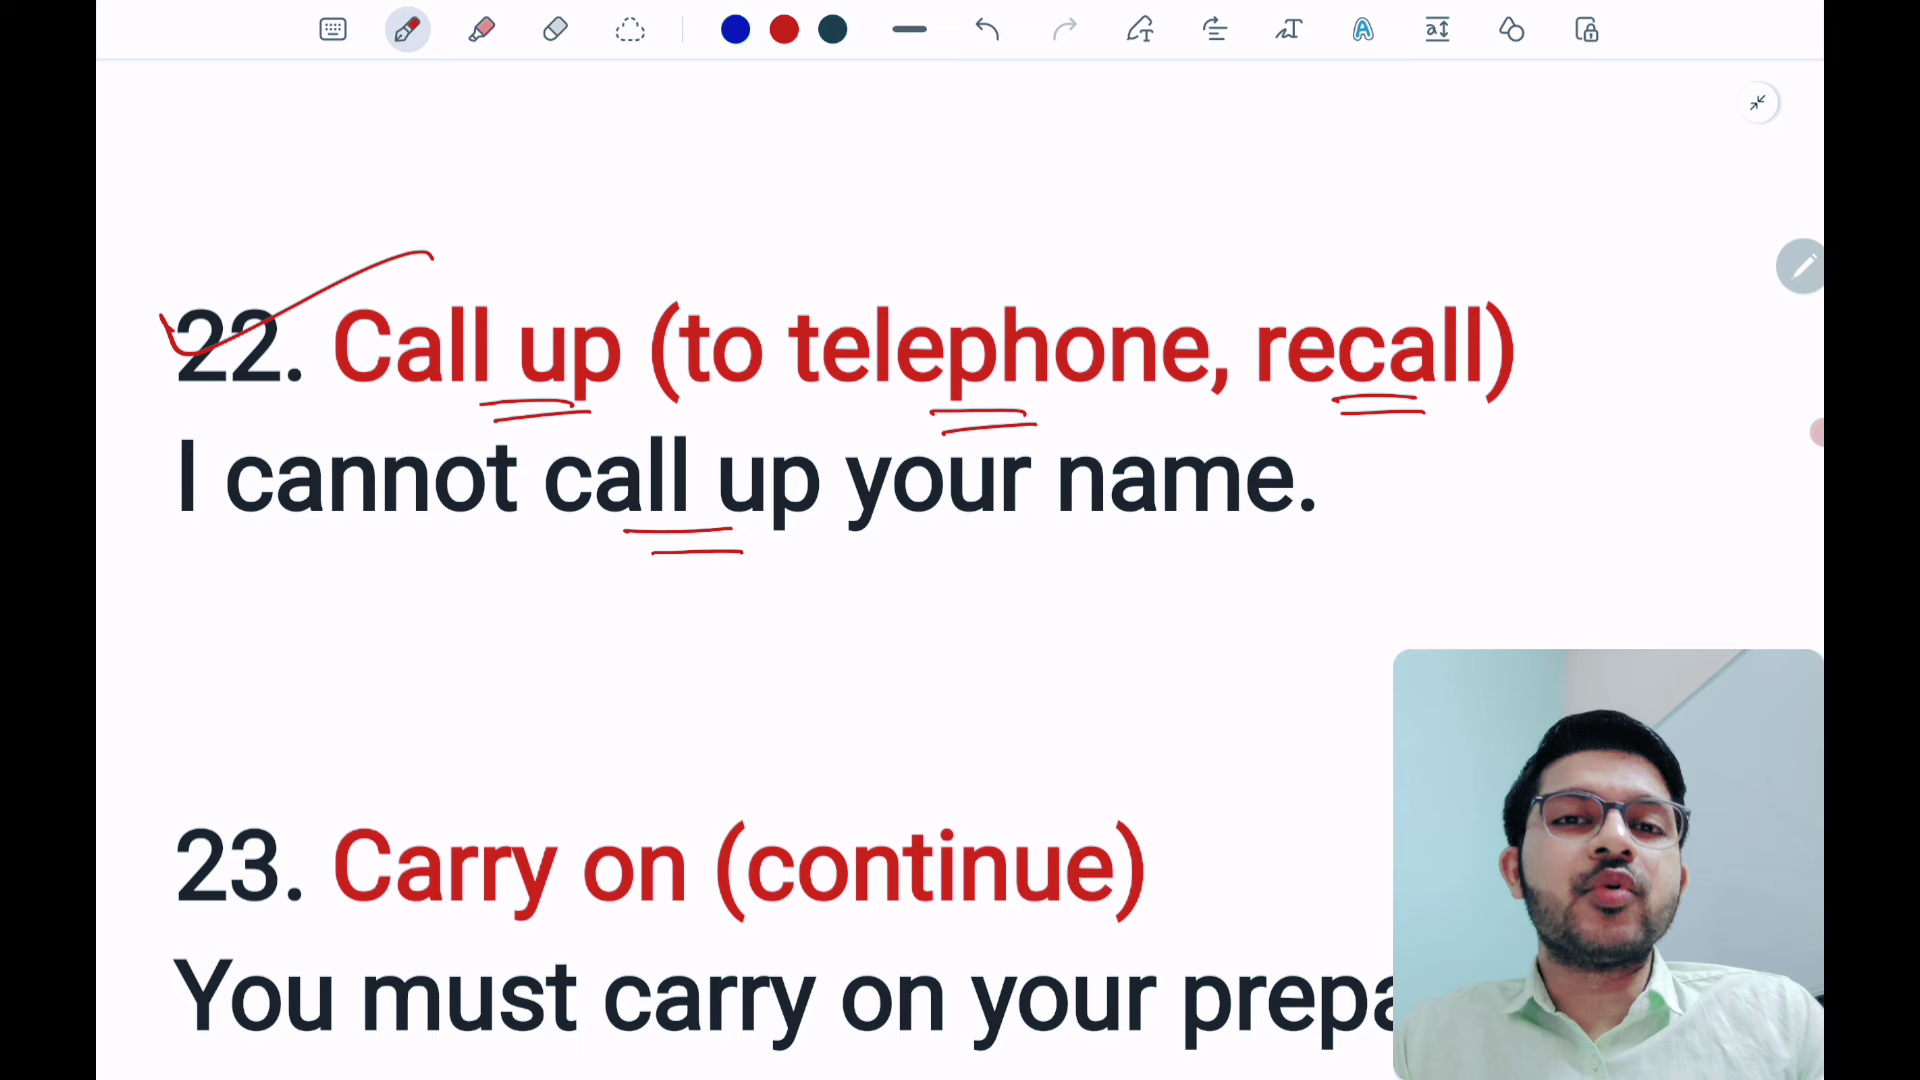 22. Call up (to telephone, recall)
I cannot call up your name.
23. Carry on (continue)
You must carry on your